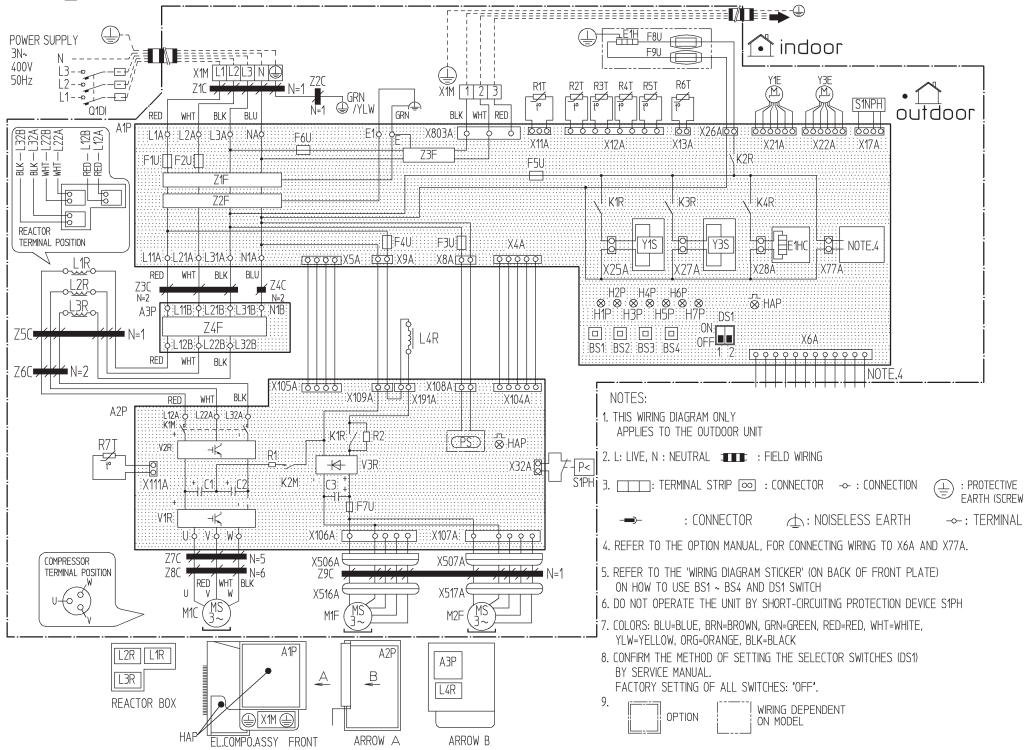 POWER SUPPLY
3N~
400V
50Hz
N
L3
L2
L1
Q1DI
X1M L1 L2 L3 N
Z1C N=1
Z2C
GRN
/YLW
X1M 1 2 3
E1H F8U
F9U
indoor
outdoor
R1T R2T R3T R4T R5T R6T
Y1E Y3E
S1NPH
RED WHT BLK BLU
GRN
BLK WHT RED
A1P
L1A L2A L3A NA
E1
E
X803A
X11A X12A X13A X26A X21A X22A X17A
F1U F2U
F6U
Z3F
Z1F
Z2F
F5U
K2R
K1R K3R K4R
Y1S Y3S E1HC NOTE.4
X25A X27A X28A X77A
F4U F3U
L11A L21A L31A N1A
X5A X9A X8A X4A
BLK – L32B
BLK – L32A
WHT – L22B
WHT – L22A
RED – L12B
RED – L12A
REACTOR
TERMINAL POSITION
L1R
L2R
L3R
Z5C N=1
Z6C N=2
RED WHT BLK BLU
Z3C
N=2
Z4C
N=2
A3P
L11B L21B L31B N1B
Z4F
L12B L22B L32B
RED WHT BLK
L4R
H2P H4P H6P
H1P H3P H5P H7P
HAP
DS1
ON
OFF
1 2
BS1 BS2 BS3 BS4
X6A
NOTE.4
X105A X109A X191A X108A X104A
A2P
RED WHT BLK
L12A L22A L32A
K1M
V2R
R7T
X111A
R1
K2M
K1R R2
V3R
PS
HAP
X32A
P<
S1PH
C1 C2
C3
F7U
V1R
U V W
X106A X107A
Z7C N=5
Z8C N=6
RED WHT BLK
U V W
M1C
MS
3~
X506A X507A
Z9C N=1
X516A X517A
M1F
MS
3~
M2F
MS
3~
COMPRESSOR
TERMINAL POSITION
W
U
V
NOTES:
1. THIS WIRING DIAGRAM ONLY
APPLIES TO THE OUTDOOR UNIT
2. L: LIVE, N : NEUTRAL : FIELD WIRING
3. : TERMINAL STRIP : CONNECTOR : CONNECTION : PROTECTIVE
EARTH (SCREW
: CONNECTOR : NOISELESS EARTH : TERMINAL
4. REFER TO THE OPTION MANUAL, FOR CONNECTING WIRING TO X6A AND X77A.
5. REFER TO THE 'WIRING DIAGRAM STICKER' (ON BACK OF FRONT PLATE)
ON HOW TO USE BS1 ~ BS4 AND DS1 SWITCH
6. DO NOT OPERATE THE UNIT BY SHORT-CIRCUITING PROTECTION DEVICE S1PH
7. COLORS: BLU=BLUE, BRN=BROWN, GRN=GREEN, RED=RED, WHT=WHITE,
YLW=YELLOW, ORG=ORANGE, BLK=BLACK
8. CONFIRM THE METHOD OF SETTING THE SELECTOR SWITCHES (DS1)
BY SERVICE MANUAL.
FACTORY SETTING OF ALL SWITCHES: "OFF".
9.
OPTION
WIRING DEPENDENT
ON MODEL
L2R L1R
L3R
REACTOR BOX
A1P
X1M
HAP
EL.COMPO.ASSY FRONT
A
A2P
B
ARROW A
A3P
L4R
ARROW B